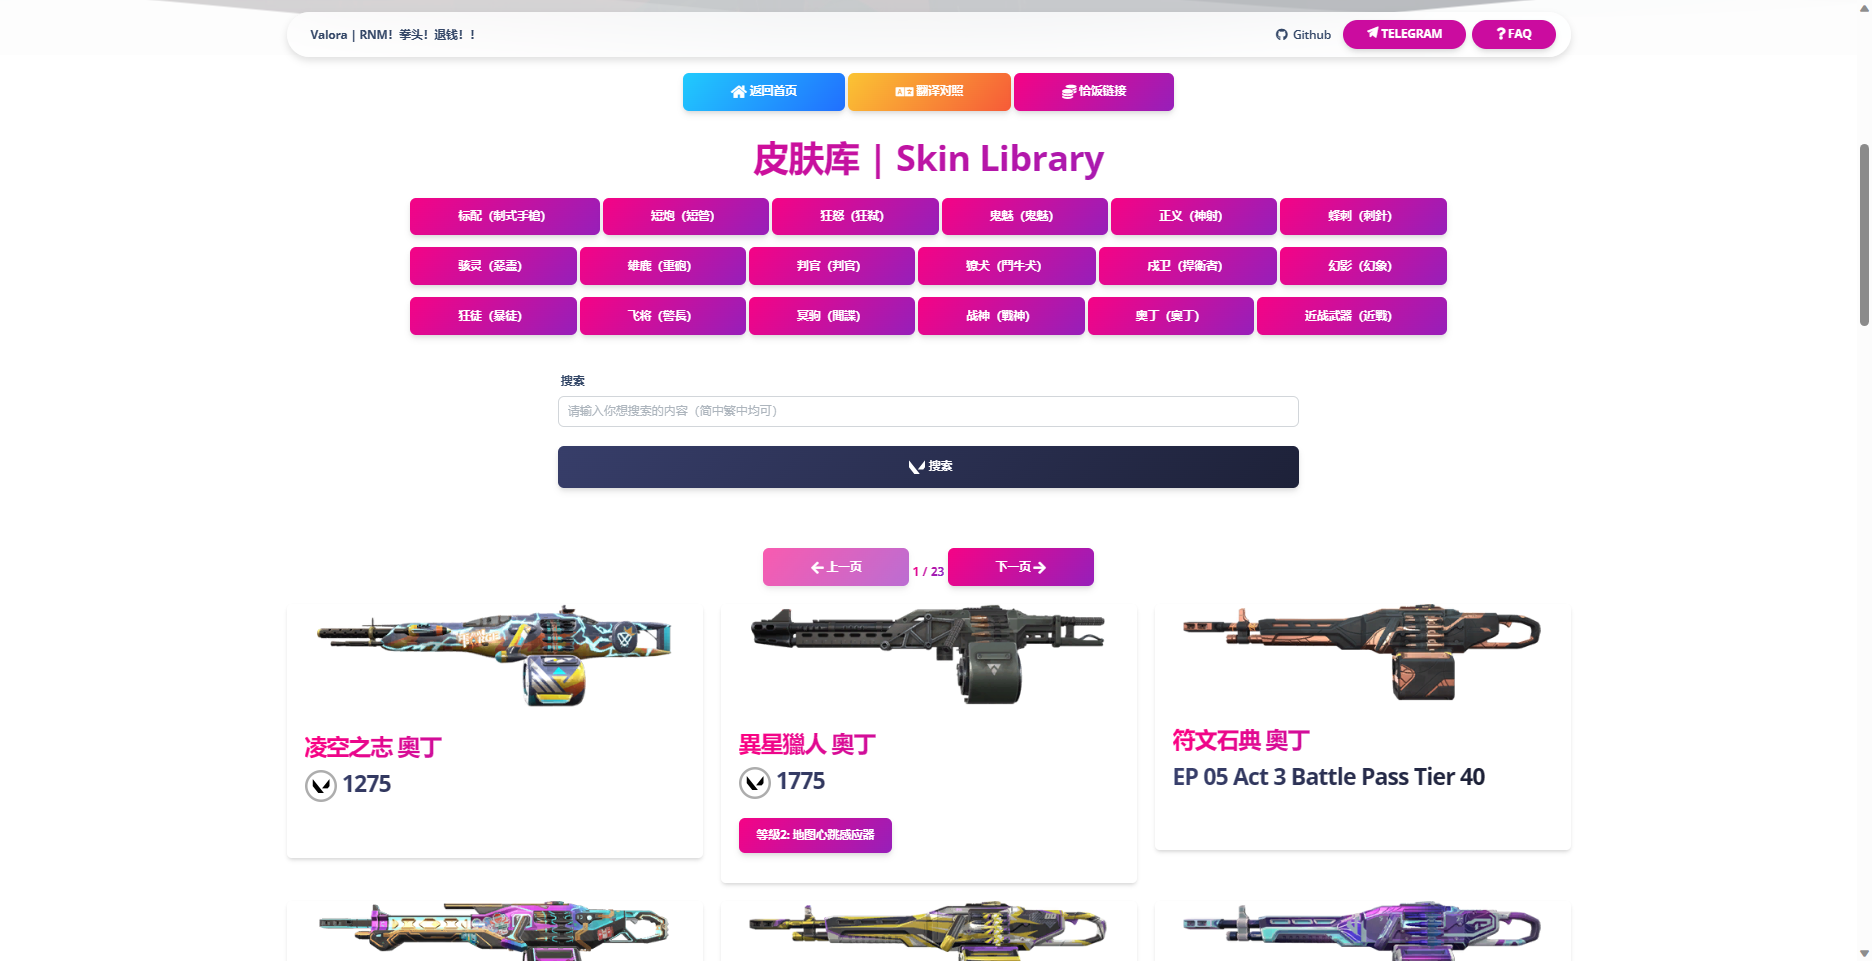 Valora | RNM！拳头！退钱！！
Github
TELEGRAM
FAQ
返回首页
翻译对照
恰饭链接
皮肤库 | Skin Library
标配（制式手槍）
短炮（短管）
狂怒（狂弒）
鬼魅（鬼魅）
正义（神射）
蜂刺（刺針）
骇灵（惡靈）
雄鹿（重砲）
判官（判官）
獠犬（鬥牛犬）
戍卫（捍衛者）
幻影（幻象）
狂徒（暴徒）
飞将（警長）
冥驹（間諜）
战神（戰神）
奥丁（奧丁）
近战武器（近戰）
搜索
请输入你想搜索的内容（简中繁中均可）
搜索
上一页
1 / 23
下一页
凌空之志 奧丁
1275
異星獵人 奧丁
1775
等級2: 地图心跳感应器
符文石典 奧丁
EP 05 Act 3 Battle Pass Tier 40